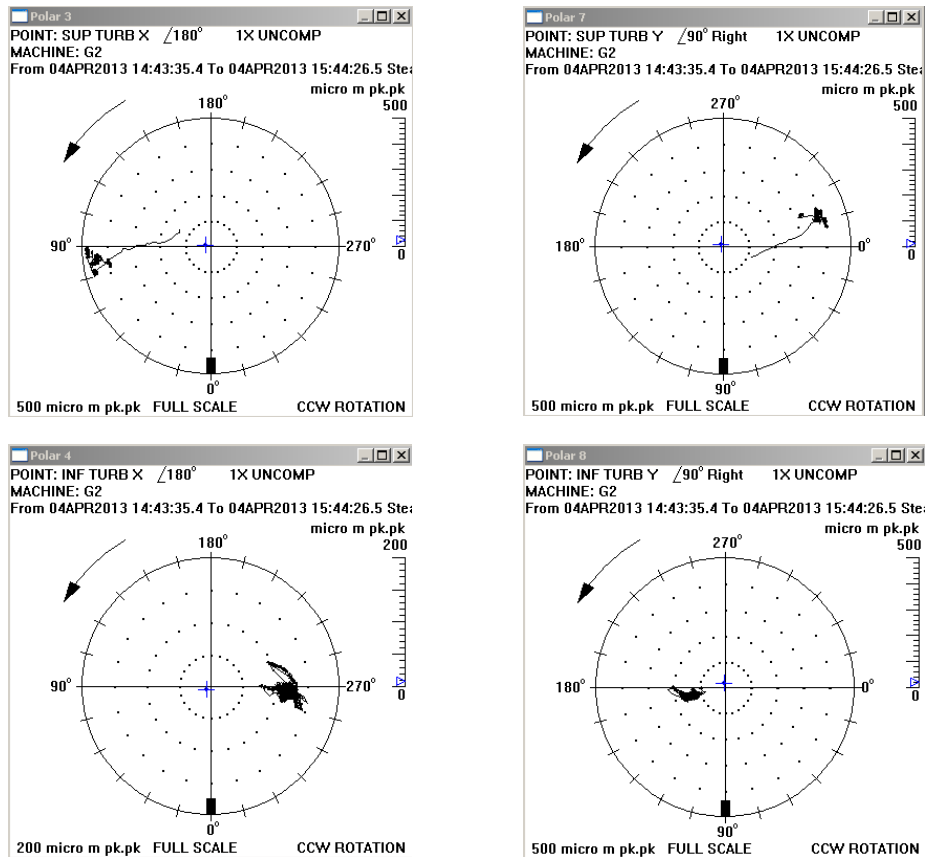 Polar 3
POINT: SUP TURB X ∠180° 1X UNCOMP
MACHINE: G2
From 04APR2013 14:43:35.4 To 04APR2013 15:44:26.5 Stea
micro m pk.pk
180°
500
90°
270°
0
0°
500 micro m pk.pk FULL SCALE CCW ROTATION
Polar 7
POINT: SUP TURB Y ∠90° Right 1X UNCOMP
MACHINE: G2
From 04APR2013 14:43:35.4 To 04APR2013 15:44:26.5 Stea
micro m pk.pk
270°
500
180°
0°
0
90°
500 micro m pk.pk FULL SCALE CCW ROTATION
Polar 4
POINT: INF TURB X ∠180° 1X UNCOMP
MACHINE: G2
From 04APR2013 14:43:35.4 To 04APR2013 15:44:26.5 Stea
micro m pk.pk
180°
200
90°
270°
0
0°
200 micro m pk.pk FULL SCALE CCW ROTATION
Polar 8
POINT: INF TURB Y ∠90° Right 1X UNCOMP
MACHINE: G2
From 04APR2013 14:43:35.4 To 04APR2013 15:44:26.5 Stea
micro m pk.pk
270°
500
180°
0°
0
90°
500 micro m pk.pk FULL SCALE CCW ROTATION